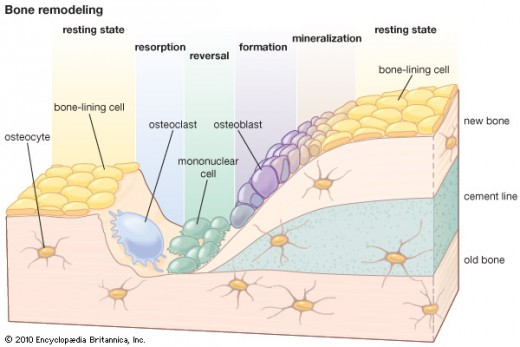 Bone remodeling
resting state
resorption
reversal
formation
mineralization
resting state
bone-lining cell
bone-lining cell
osteoclast
osteoblast
osteocyte
mononuclear
cell
new bone
cement line
old bone
© 2010 Encyclopædia Britannica, Inc.